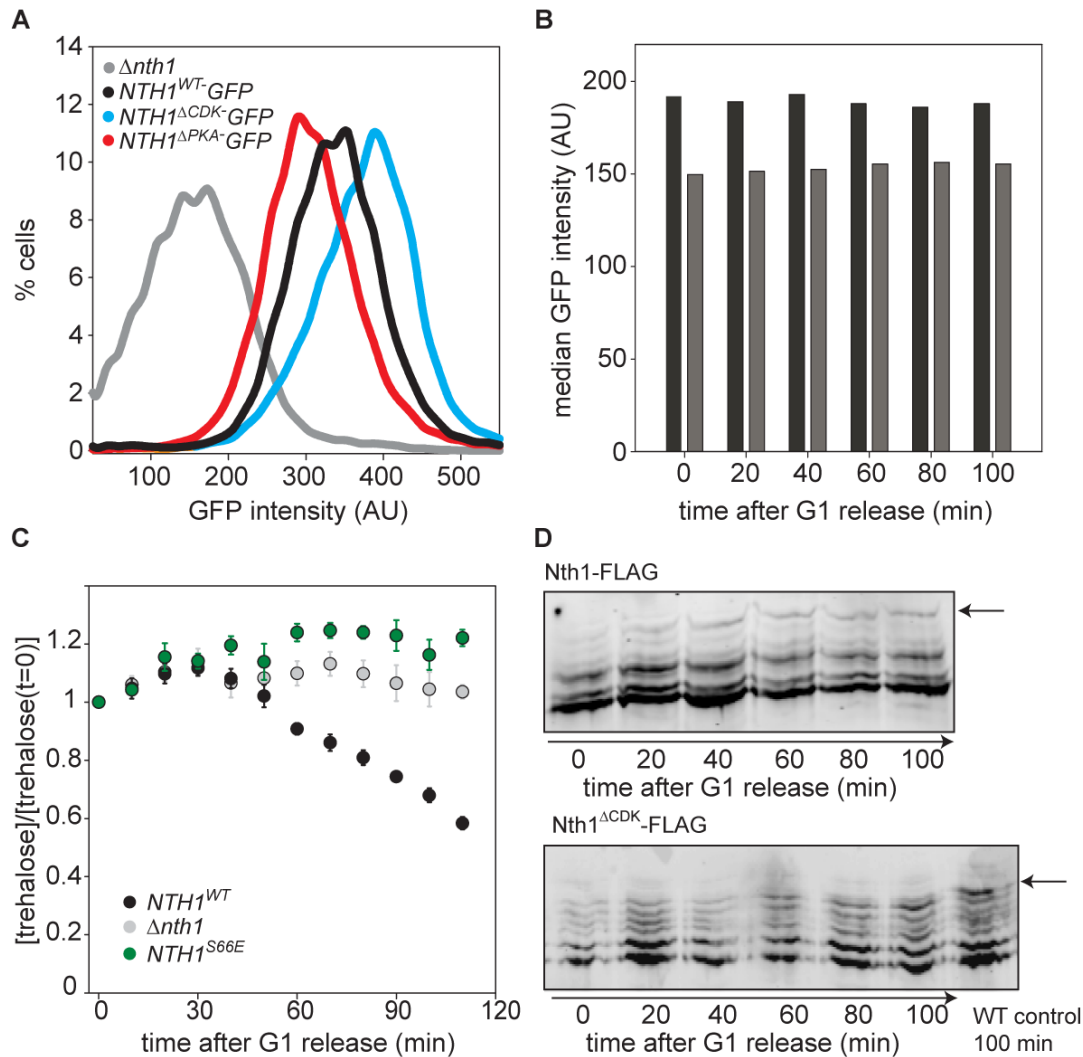 A
14
12
10
8
6
4
2
0
% cells
Δnth1
NTH1^WT-GFP
NTH1^ΔCDK-GFP
NTH1^ΔPKA-GFP
100 200 300 400 500
GFP intensity (AU)
B
200
150
100
50
0
median GFP intensity (AU)
0 20 40 60 80 100
time after G1 release (min)
C
1.2
1
0.8
0.6
0.4
0.2
0
[trehalose]/[trehalose(t=0)]
NTH1^WT
Δnth1
NTH1^S66E
0 30 60 90 120
time after G1 release (min)
D
Nth1-FLAG
0 20 40 60 80 100
time after G1 release (min)
Nth1^ΔCDK-FLAG
0 20 40 60 80 100
time after G1 release (min)
WT control
100 min